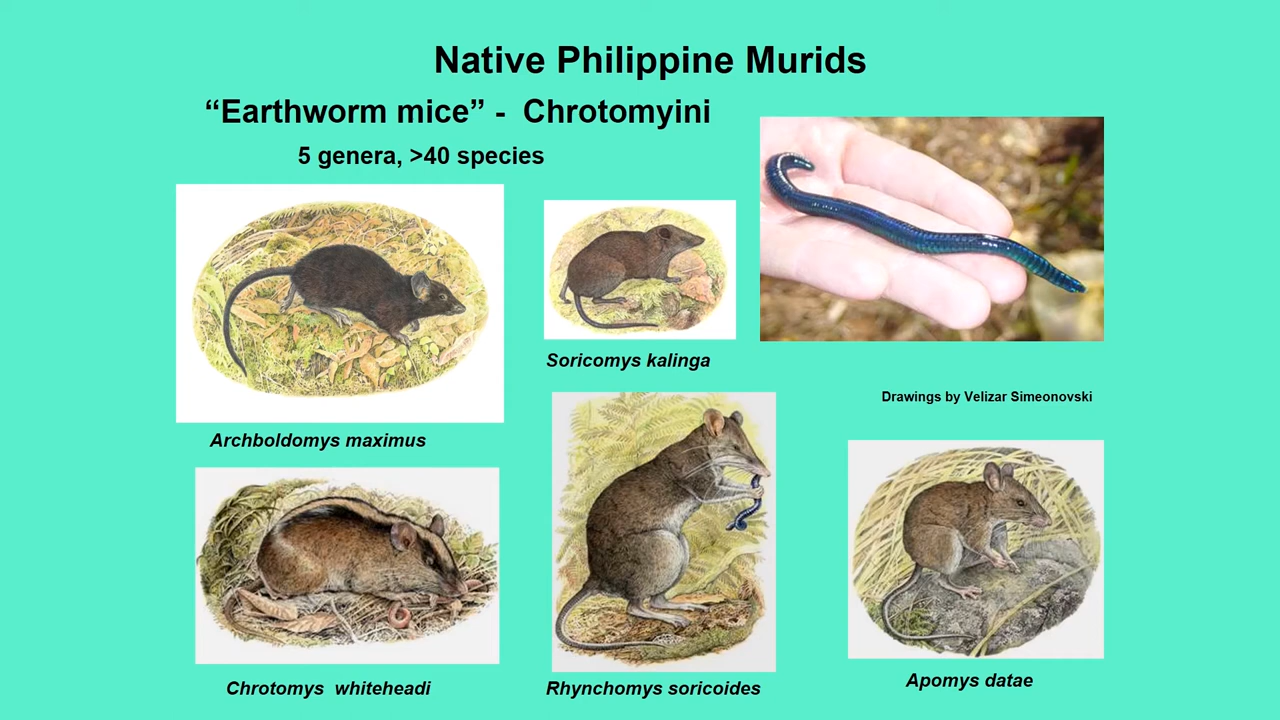 Native Philippine Murids
“Earthworm mice” - Chrotomyini
5 genera, >40 species
Soricomys kalinga
Drawings by Velizar Simeonovski
Archboldomys maximus
Chrotomys whiteheadi
Rhynchomys soricoides
Apomys datae